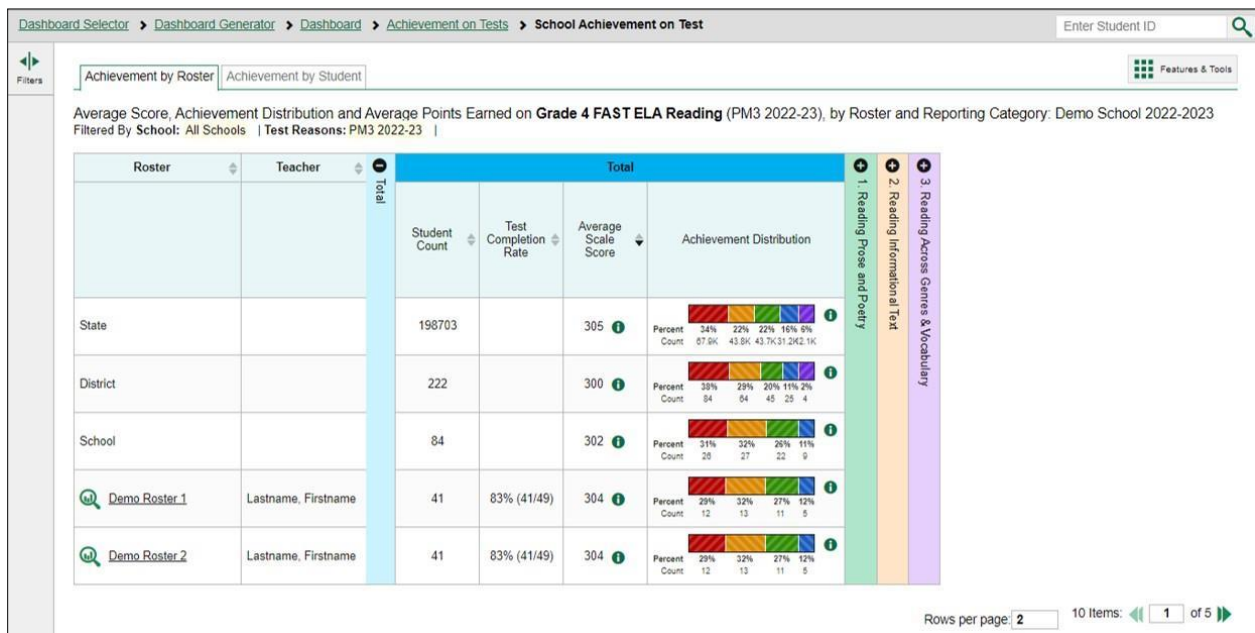 Dashboard Selector > Dashboard Generator > Dashboard > Achievement on Tests > School Achievement on Test
Enter Student ID
Filters
Achievement by Roster
Achievement by Student
Features & Tools
Average Score, Achievement Distribution and Average Points Earned on Grade 4 FAST ELA Reading (PM3 2022-23), by Roster and Reporting Category: Demo School 2022-2023
Filtered By School: All Schools | Test Reasons: PM3 2022-23 |
Roster Teacher Total Total
1. Reading Prose and Poetry
2. Reading Informational Text
3. Reading Across Genres & Vocabulary
Student Count
Test Completion Rate
Average Scale Score
Achievement Distribution
State 198703 305
Percent 34% 22% 22% 16% 6%
Count 67.9K 43.8K 43.7K 31.2K 12.1K
District 222 300
Percent 38% 29% 20% 11% 2%
Count 84 64 45 25 4
School 84 302
Percent 31% 32% 26% 11%
Count 26 27 22 9
Demo Roster 1 Lastname, Firstname 41 83% (41/49) 304
Percent 29% 32% 27% 12%
Count 12 13 11 5
Demo Roster 2 Lastname, Firstname 41 83% (41/49) 304
Percent 29% 32% 27% 12%
Count 12 13 11 5
Rows per page: 2 10 Items: 1 of 5